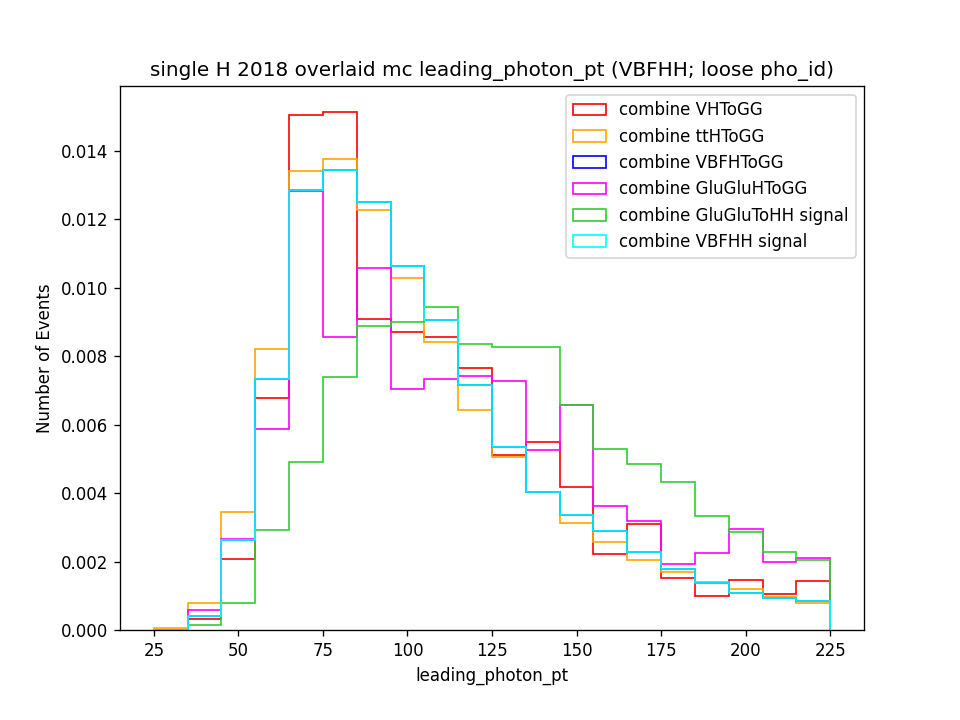 single H 2018 overlaid mc leading_photon_pt (VBFHH; loose pho_id)
combine VHToGG
combine ttHToGG
combine VBFHToGG
combine GluGluHToGG
combine GluGluToHH signal
combine VBFHH signal
Number of Events
0.014
0.012
0.010
0.008
0.006
0.004
0.002
0.000
25 50 75 100 125 150 175 200 225
leading_photon_pt